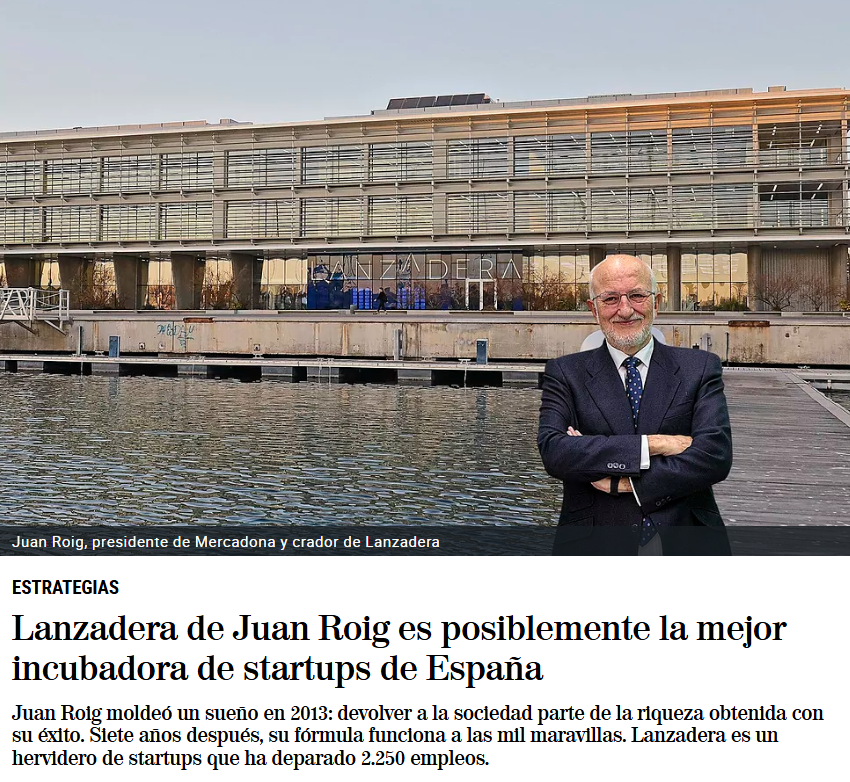 LANZADERA
Juan Roig, presidente de Mercadona y crador de Lanzadera
ESTRATEGIAS
Lanzadera de Juan Roig es posiblemente la mejor
incubadora de startups de España
Juan Roig moldeó un sueño en 2013: devolver a la sociedad parte de la riqueza obtenida con
su éxito. Siete años después, su fórmula funciona a las mil maravillas. Lanzadera es un
hervidero de startups que ha deparado 2.250 empleos.